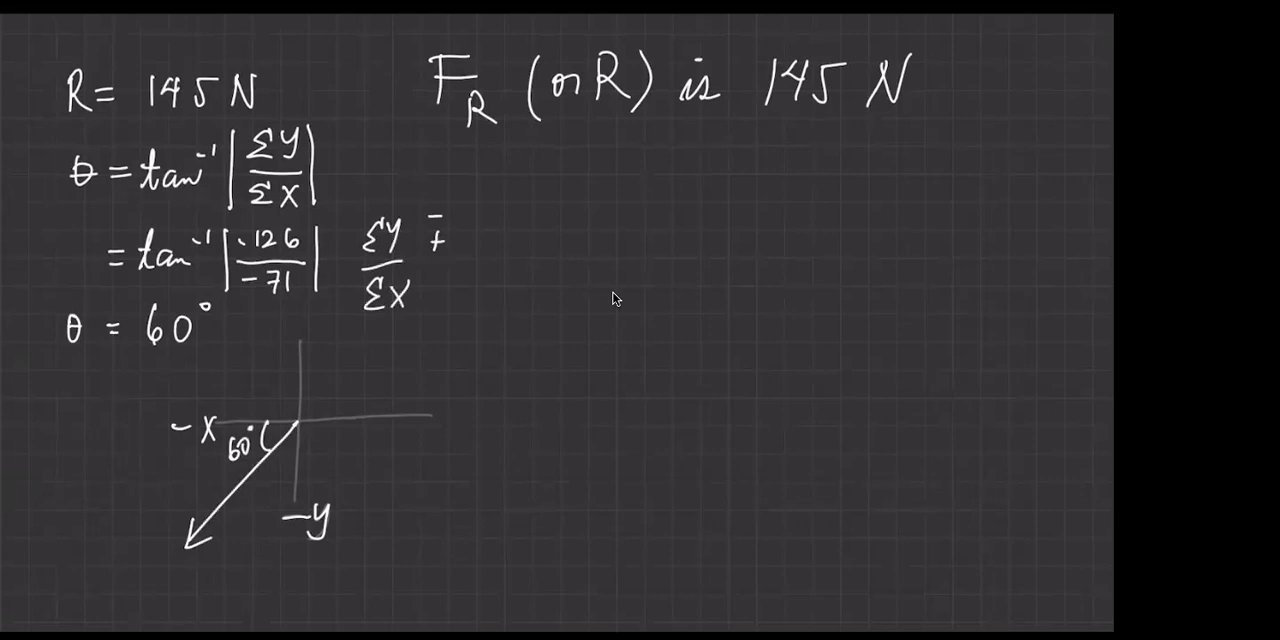 R = 145 N
F_R (or R) is 145 N
θ = tan⁻¹ |ΣY / ΣX|
= tan⁻¹ |-126 / -71| ΣY / ΣX − +
θ = 60°
-X 60°
-y